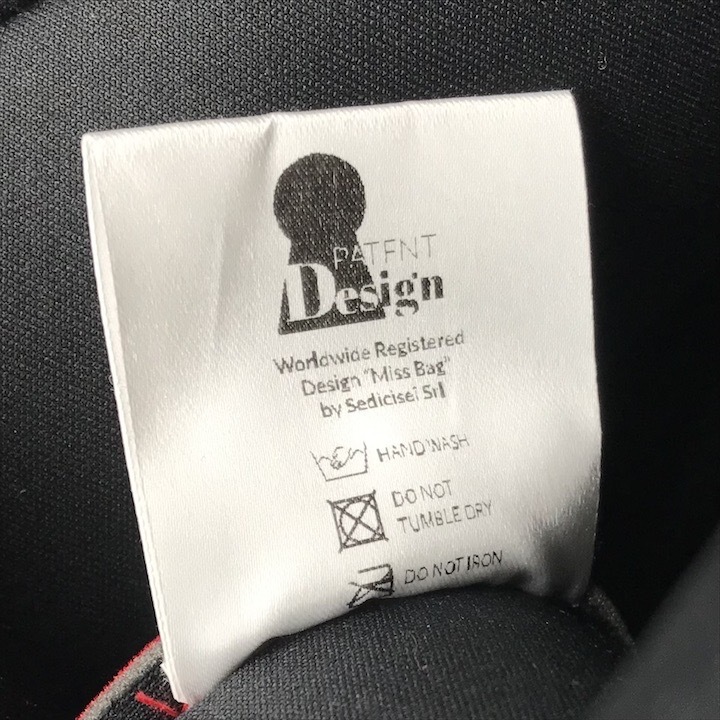 PATENT
Design
Worldwide Registered
Design "Miss Bag"
by Sedicisei Srl
HAND WASH
DO NOT
TUMBLE DRY
DO NOT IRON